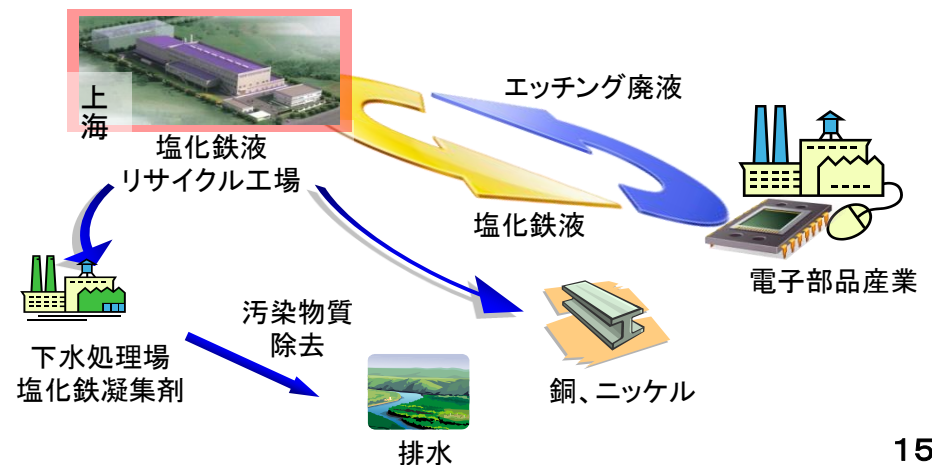 上
海
塩化鉄液
リサイクル工場
エッチング廃液
塩化鉄液
電子部品産業
汚染物質
除去
下水処理場
塩化鉄凝集剤
銅、ニッケル
排水
15